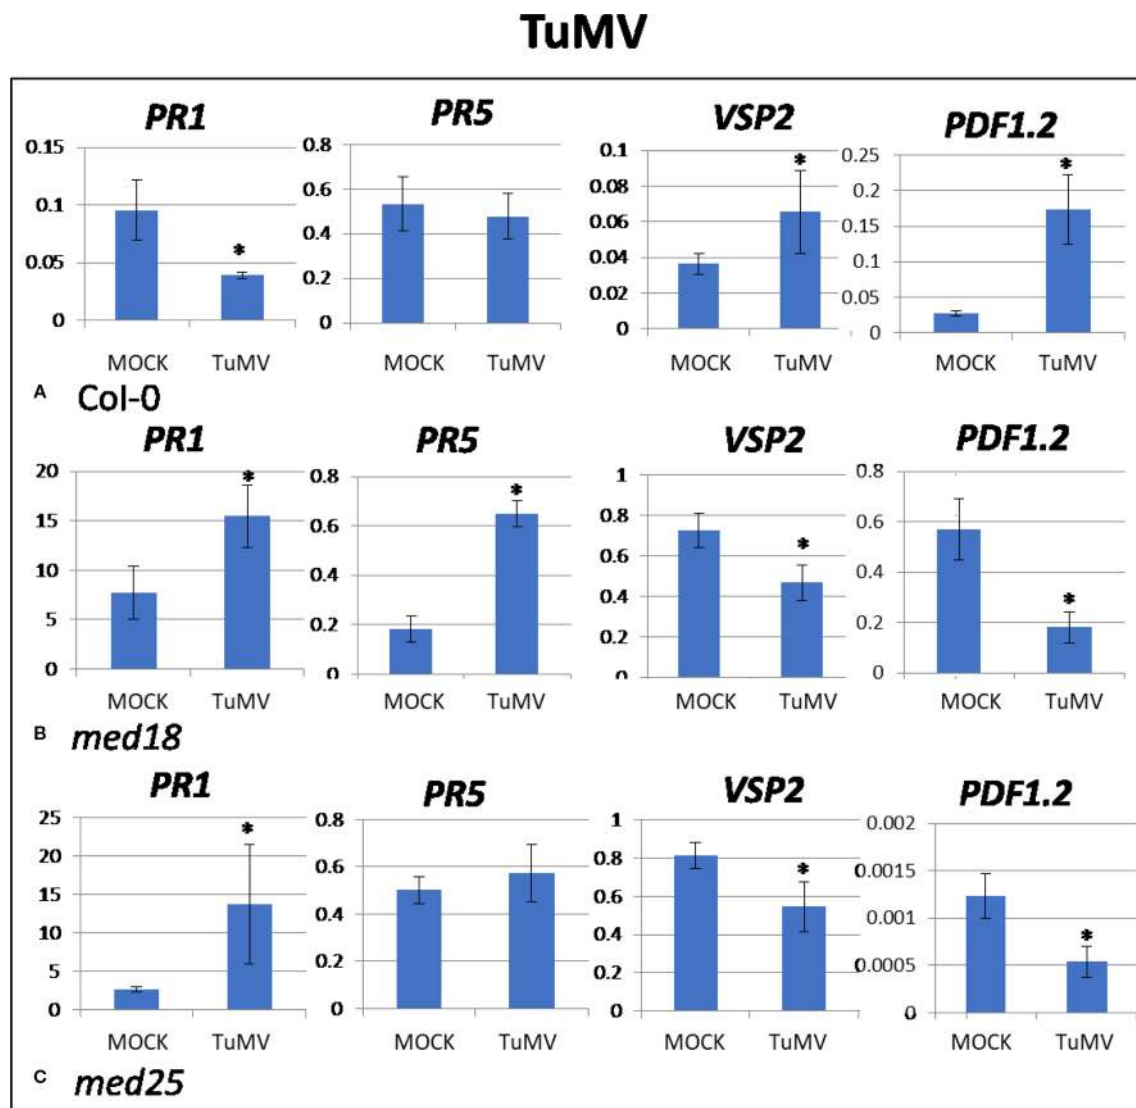 TuMV
PR1 PR5 VSP2 PDF1.2
0.15 0.8 0.1 0.25
0.1 0.6 0.08 0.2
0.05 0.4 0.06 0.15
0 0.2 0.04 0.1
0 0.02 0.05
0 0
* * *
MOCK TuMV MOCK TuMV MOCK TuMV MOCK TuMV
A Col-0
PR1 PR5 VSP2 PDF1.2
20 0.8 1 0.8
15 0.6 0.8 0.6
10 0.4 0.6 0.4
5 0.2 0.4 0.2
0 0 0.2 0
0
* * * *
MOCK TuMV MOCK TuMV MOCK TuMV MOCK TuMV
B med18
PR1 PR5 VSP2 PDF1.2
25 0.8 1 0.002
20 0.6 0.8 0.0015
15 0.4 0.6 0.001
10 0.2 0.4 0.0005
5 0 0.2 0
0 0
* * *
MOCK TuMV MOCK TuMV MOCK TuMV MOCK TuMV
C med25